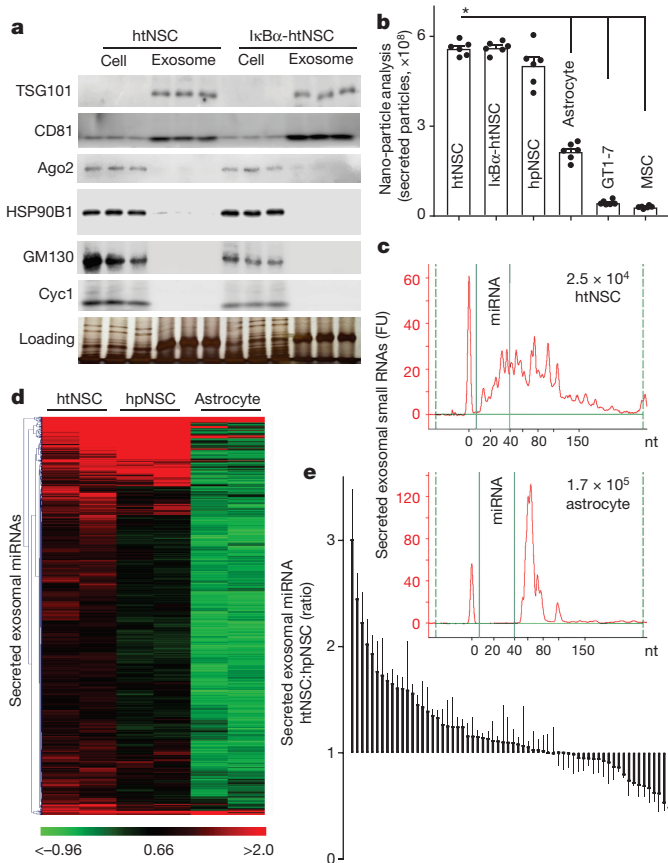 a
htNSC
IκBα-htNSC
Cell
Exosome
Cell
Exosome
TSG101
CD81
Ago2
HSP90B1
GM130
Cyc1
Loading
b
Nano-particle analysis
(secreted particles, ×10⁸)
6
3
0
*
htNSC
IκBα-htNSC
hpNSC
Astrocyte
GT1-7
MSC
c
Secreted exosomal small RNAs (FU)
60
40
20
0
miRNA
2.5 × 10⁴
htNSC
0
20
40
80
150
nt
120
80
40
0
miRNA
1.7 × 10⁵
astrocyte
0
20
40
80
150
nt
d
htNSC
hpNSC
Astrocyte
Secreted exosomal miRNAs
<–0.96
0.66
>2.0
e
Secreted exosomal miRNA
htNSC:hpNSC (ratio)
3
2
1
0